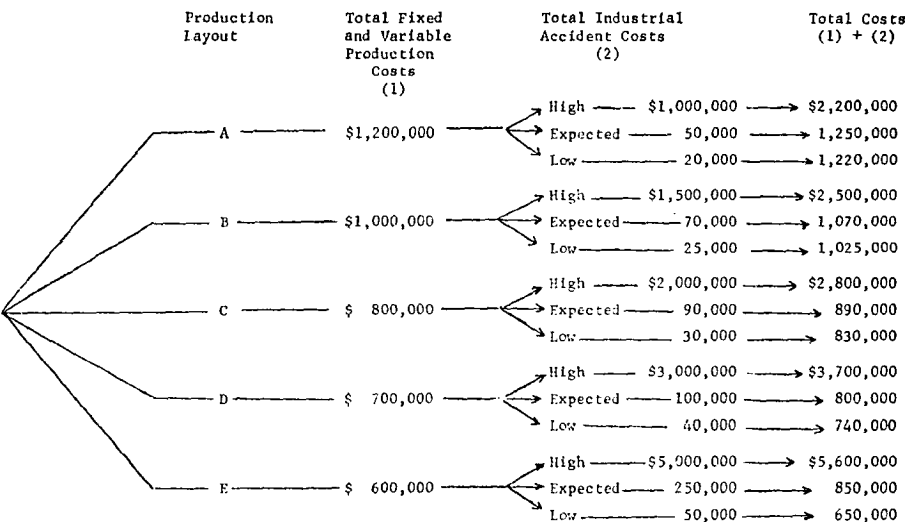 Production Total Fixed Total Industrial Total Costs
Layout and Variable Accident Costs (1) + (2)
Production (2)
Costs
(1)
High $1,000,000 $2,200,000
A $1,200,000 Expected 50,000 1,250,000
Low 20,000 1,220,000
High $1,500,000 $2,500,000
B $1,000,000 Expected 70,000 1,070,000
Low 25,000 1,025,000
High $2,000,000 $2,800,000
C $ 800,000 Expected 90,000 890,000
Low 30,000 830,000
High $3,000,000 $3,700,000
D $ 700,000 Expected 100,000 800,000
Low 40,000 740,000
High $5,000,000 $5,600,000
E $ 600,000 Expected 250,000 850,000
Low 50,000 650,000